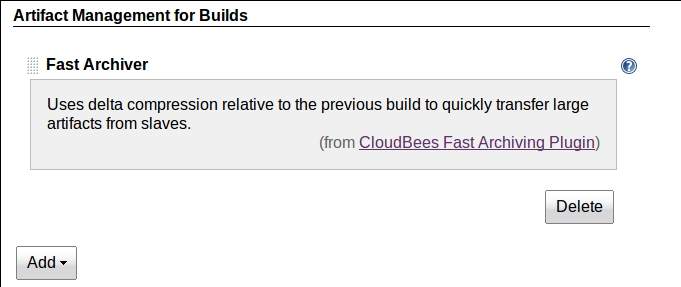 Artifact Management for Builds
Fast Archiver
?
Uses delta compression relative to the previous build to quickly transfer large
artifacts from slaves.
(from CloudBees Fast Archiving Plugin)
Delete
Add